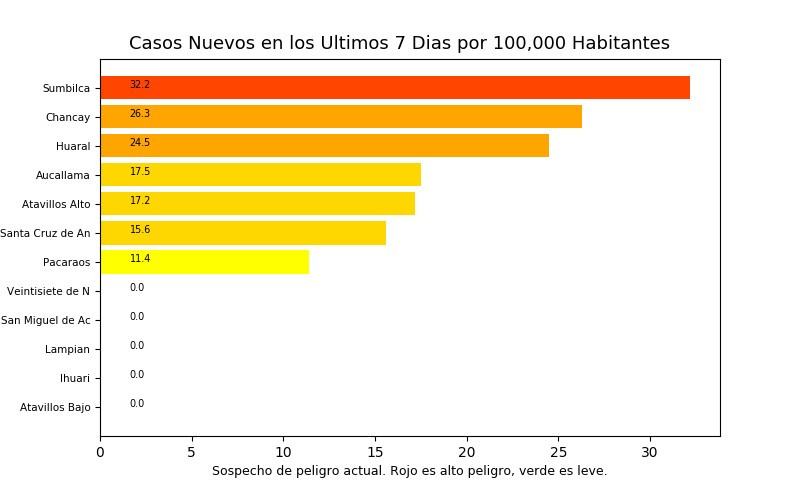 Casos Nuevos en los Ultimos 7 Dias por 100,000 Habitantes
Sumbilca 32.2
Chancay 26.3
Huaral 24.5
Aucallama 17.5
Atavillos Alto 17.2
Santa Cruz de An 15.6
Pacaraos 11.4
Veintisiete de N 0.0
San Miguel de Ac 0.0
Lampian 0.0
Ihuari 0.0
Atavillos Bajo 0.0
0 5 10 15 20 25 30
Sospecho de peligro actual. Rojo es alto peligro, verde es leve.